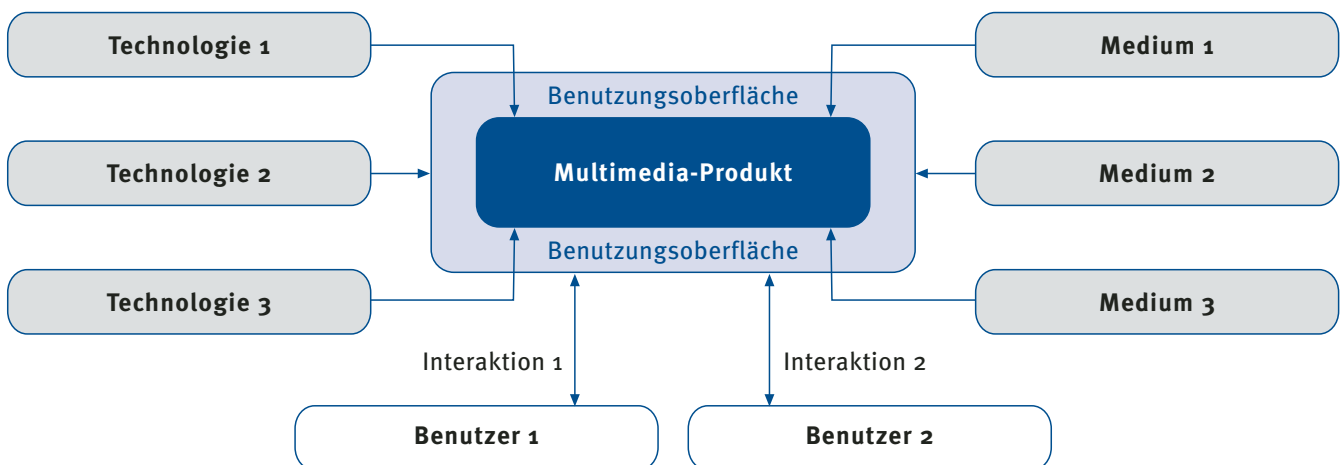 Technologie 1
Medium 1
Benutzungsoberfläche
Technologie 2
Multimedia-Produkt
Medium 2
Benutzungsoberfläche
Technologie 3
Medium 3
Interaktion 1
Interaktion 2
Benutzer 1
Benutzer 2